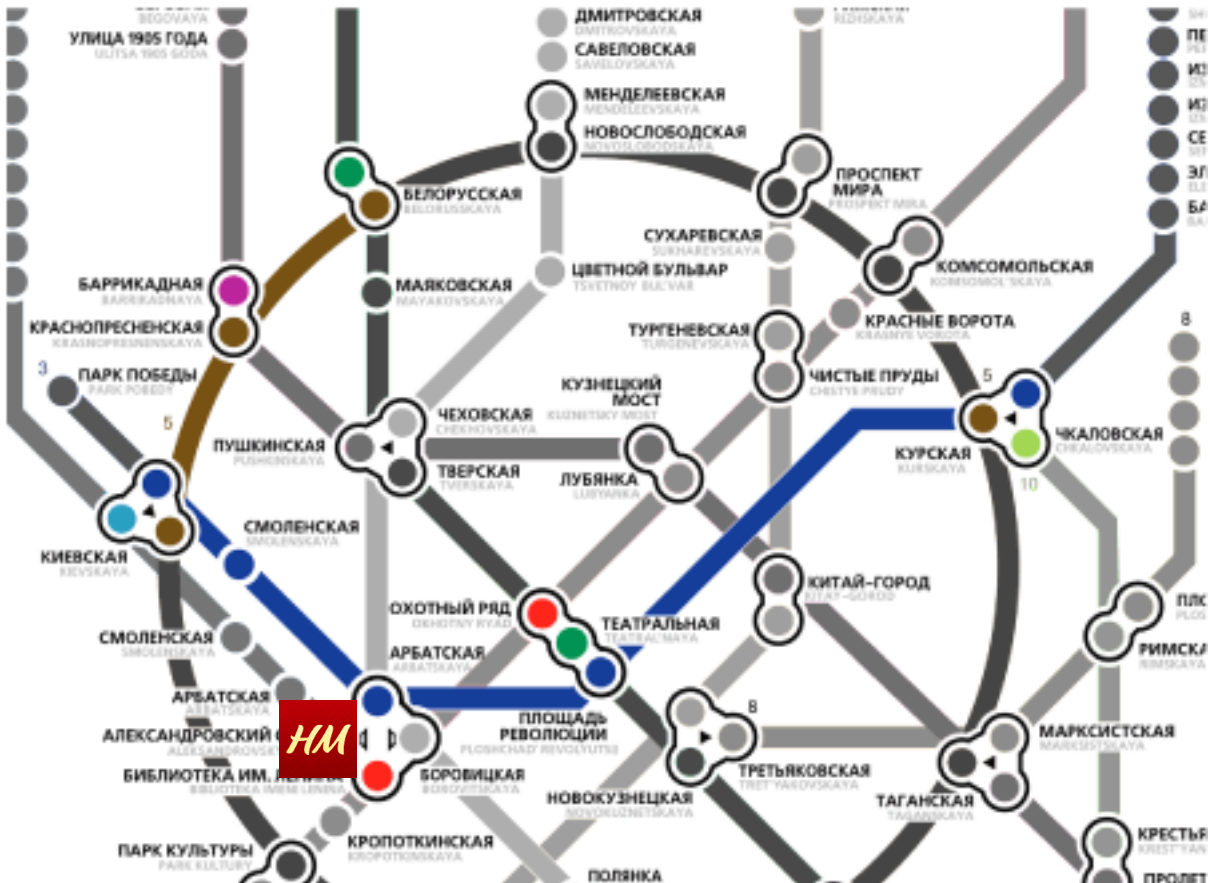 BEGOVAYA
УЛИЦА 1905 ГОДА
ULITSA 1905 GODA
ДМИТРОВСКАЯ
DMITROVSKAYA
САВЕЛОВСКАЯ
SAVELOVSKAYA
RIZHSKAYA
МЕНДЕЛЕЕВСКАЯ
MENDELEEVSKAYA
НОВОСЛОБОДСКАЯ
NOVOSLOBODSKAYA
БЕЛОРУССКАЯ
BELORUSSKAYA
ПРОСПЕКТ
МИРА
PROSPEKT MIRA
СУХАРЕВСКАЯ
SUKHAREVSKAYA
КОМСОМОЛЬСКАЯ
KOMSOMOL'SKAYA
БАРРИКАДНАЯ
BARRIKADNAYA
МАЯКОВСКАЯ
MAYAKOVSKAYA
ЦВЕТНОЙ БУЛЬВАР
TSVETNOY BUL'VAR
КРАСНОПРЕСНЕНСКАЯ
KRASNOPRESNENSKAYA
ТУРГЕНЕВСКАЯ
TURGENEVSKAYA
КРАСНЫЕ ВОРОТА
KRASNYE VOROTA
8
3
ПАРК ПОБЕДЫ
PARK POBEDY
КУЗНЕЦКИЙ
МОСТ
KUZNETSKY MOST
ЧИСТЫЕ ПРУДЫ
CHISTYE PRUDY
5
5
ЧЕХОВСКАЯ
CHEKHOVSKAYA
ПУШКИНСКАЯ
PUSHKINSKAYA
ТВЕРСКАЯ
TVERSKAYA
ЛУБЯНКА
LUBYANKA
КУРСКАЯ
KURSKAYA
ЧКАЛОВСКАЯ
CHKALOVSKAYA
10
КИЕВСКАЯ
KIEVSKAYA
СМОЛЕНСКАЯ
SMOLENSKAYA
СМОЛЕНСКАЯ
SMOLENSKAYA
ОХОТНЫЙ РЯД
OKHOTNY RYAD
ТЕАТРАЛЬНАЯ
TEATRAL'NAYA
КИТАЙ-ГОРОД
KITAY-GOROD
АРБАТСКАЯ
ARBATSKAYA
АРБАТСКАЯ
ARBATSKAYA
RIMSKAYA
АЛЕКСАНДРОВСКИЙ
HM
БИБЛИОТЕКА ИМ. ЛЕНИНА
BIBLIOTEKA IMENI LENINA
БОРОВИЦКАЯ
BOROVITSKAYA
ПЛОЩАДЬ
РЕВОЛЮЦИИ
PLOSHCHAD' REVOLYUTSII
8
ТРЕТЬЯКОВСКАЯ
TRET'YAKOVSKAYA
НОВОКУЗНЕЦКАЯ
NOVOKUZNETSKAYA
МАРКСИСТСКАЯ
MARKSISTSKAYA
ТАГАНСКАЯ
TAGANSKAYA
КРОПОТКИНСКАЯ
KROPOTKINSKAYA
ПАРК КУЛЬТУРЫ
PARK KULTURY
ПОЛЯНКА